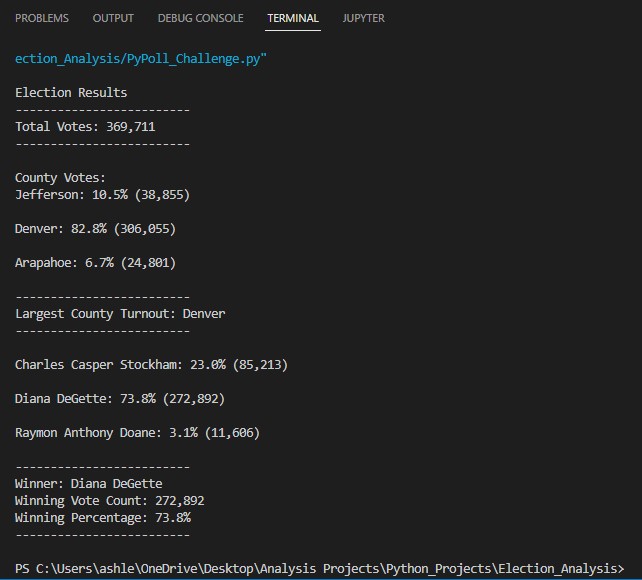 PROBLEMS OUTPUT DEBUG CONSOLE TERMINAL JUPYTER
ection_Analysis/PyPoll_Challenge.py"
Election Results
-------------------------
Total Votes: 369,711
-------------------------
County Votes:
Jefferson: 10.5% (38,855)
Denver: 82.8% (306,055)
Arapahoe: 6.7% (24,801)
-------------------------
Largest County Turnout: Denver
-------------------------
Charles Casper Stockham: 23.0% (85,213)
Diana DeGette: 73.8% (272,892)
Raymon Anthony Doane: 3.1% (11,606)
-------------------------
Winner: Diana DeGette
Winning Vote Count: 272,892
Winning Percentage: 73.8%
-------------------------
PS C:\Users\ashle\OneDrive\Desktop\Analysis Projects\Python_Projects\Election_Analysis>